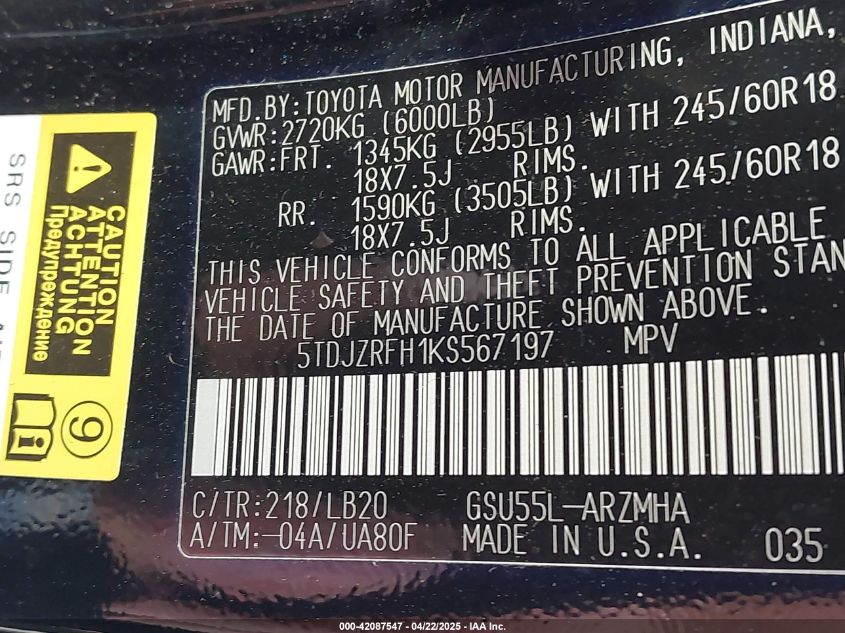 MFD.BY:TOYOTA MOTOR MANUFACTURING, INDIANA,
GVWR:2720KG (6000LB)
GAWR:FRT. 1345KG (2955LB) WITH 245/60R18
18X7.5J RIMS.
RR. 1590KG (3505LB) WITH 245/60R18
18X7.5J RIMS.
THIS VEHICLE CONFORMS TO ALL APPLICABLE
VEHICLE SAFETY AND THEFT PREVENTION STAN
THE DATE OF MANUFACTURE SHOWN ABOVE.
5TDJZRFH1KS567197 MPV
C/TR:218/LB20 GSU55L-ARZMHA
A/TM:-04A/UA80F MADE IN U.S.A. 035
SRS SIDE
CAUTION
ATTENTION
ACHTUNG
Предупреждение
9
000-42087547 - 04/22/2025 - IAA Inc.